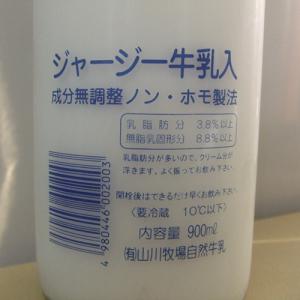 ジャージー牛乳入
成分無調整ノン・ホモ製法
乳脂肪分 3.8%以上
無脂乳固形分 8.8%以上
乳脂肪分が多いので、クリーム分が
浮きます。よく振ってお飲み下さい。
開栓後はできるだけ早くお飲み下さい。
〈要冷蔵 10℃以下〉
内容量 900ml
㈲山川牧場自然牛乳
4 980446 002003